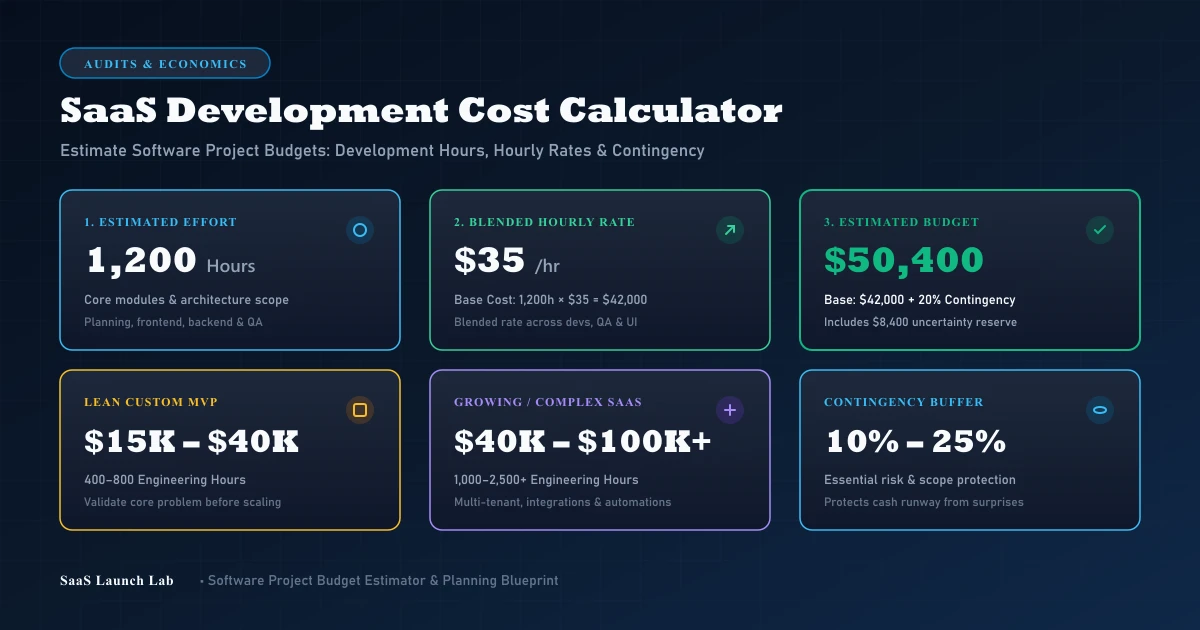 AUDITS & ECONOMICS
SaaS Development Cost Calculator
Estimate Software Project Budgets: Development Hours, Hourly Rates & Contingency
1. ESTIMATED EFFORT
1,200 Hours
Core modules & architecture scope
Planning, frontend, backend & QA
2. BLENDED HOURLY RATE
$35 /hr
Base Cost: 1,200h × $35 = $42,000
Blended rate across devs, QA & UI
3. ESTIMATED BUDGET
$50,400
Base: $42,000 + 20% Contingency
Includes $8,400 uncertainty reserve
LEAN CUSTOM MVP
$15K – $40K
400–800 Engineering Hours
Validate core problem before scaling
GROWING / COMPLEX SAAS
$40K – $100K+
1,000–2,500+ Engineering Hours
Multi-tenant, integrations & automations
CONTINGENCY BUFFER
10% – 25%
Essential risk & scope protection
Protects cash runway from surprises
SaaS Launch Lab • Software Project Budget Estimator & Planning Blueprint